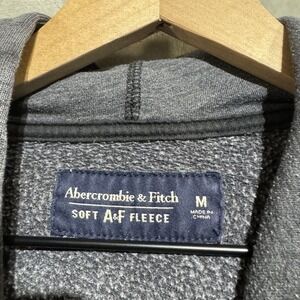 Abercrombie & Fitch
SOFT A&F FLEECE
M
MADE IN
CHINA